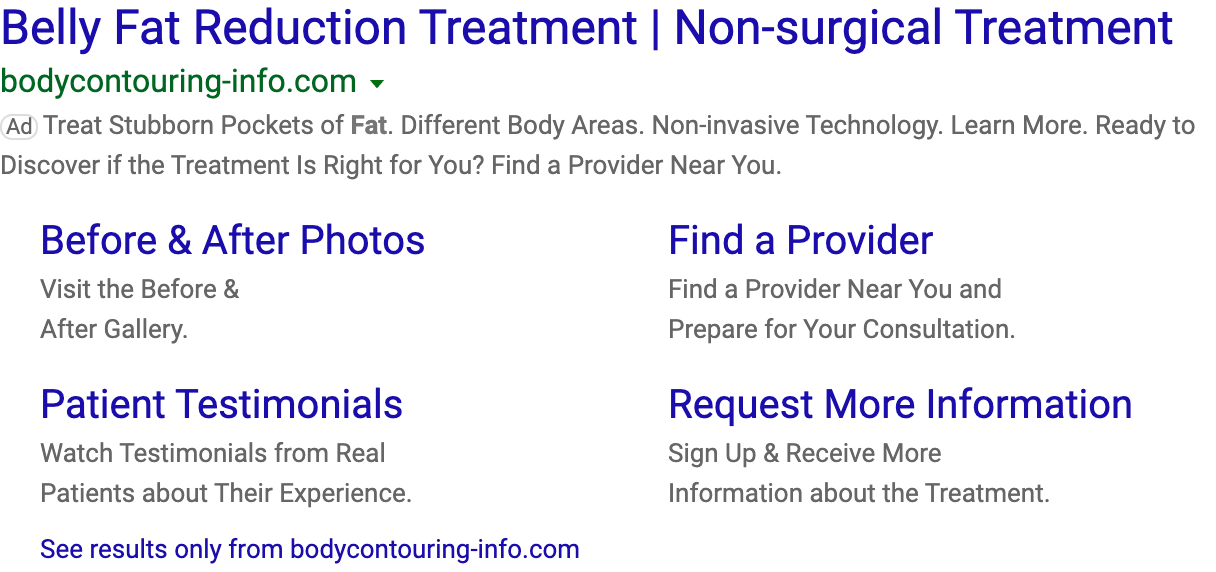 Belly Fat Reduction Treatment | Non-surgical Treatment
bodycontouring-info.com
Ad Treat Stubborn Pockets of Fat. Different Body Areas. Non-invasive Technology. Learn More. Ready to
Discover if the Treatment Is Right for You? Find a Provider Near You.
Before & After Photos
Visit the Before &
After Gallery.
Find a Provider
Find a Provider Near You and
Prepare for Your Consultation.
Patient Testimonials
Watch Testimonials from Real
Patients about Their Experience.
Request More Information
Sign Up & Receive More
Information about the Treatment.
See results only from bodycontouring-info.com